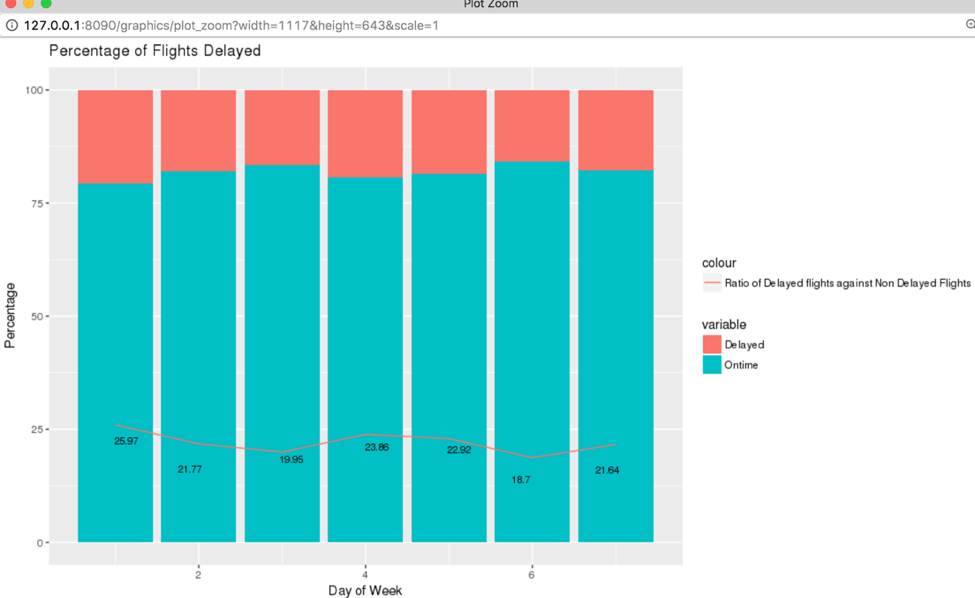 Plot Zoom
127.0.0.1:8090/graphics/plot_zoom?width=1117&height=643&scale=1
Percentage of Flights Delayed
100
75
50
25
0
Percentage
25.97
21.77
19.95
23.86
22.92
18.7
21.64
2
4
6
Day of Week
colour
Ratio of Delayed flights against Non Delayed Flights
variable
Delayed
Ontime